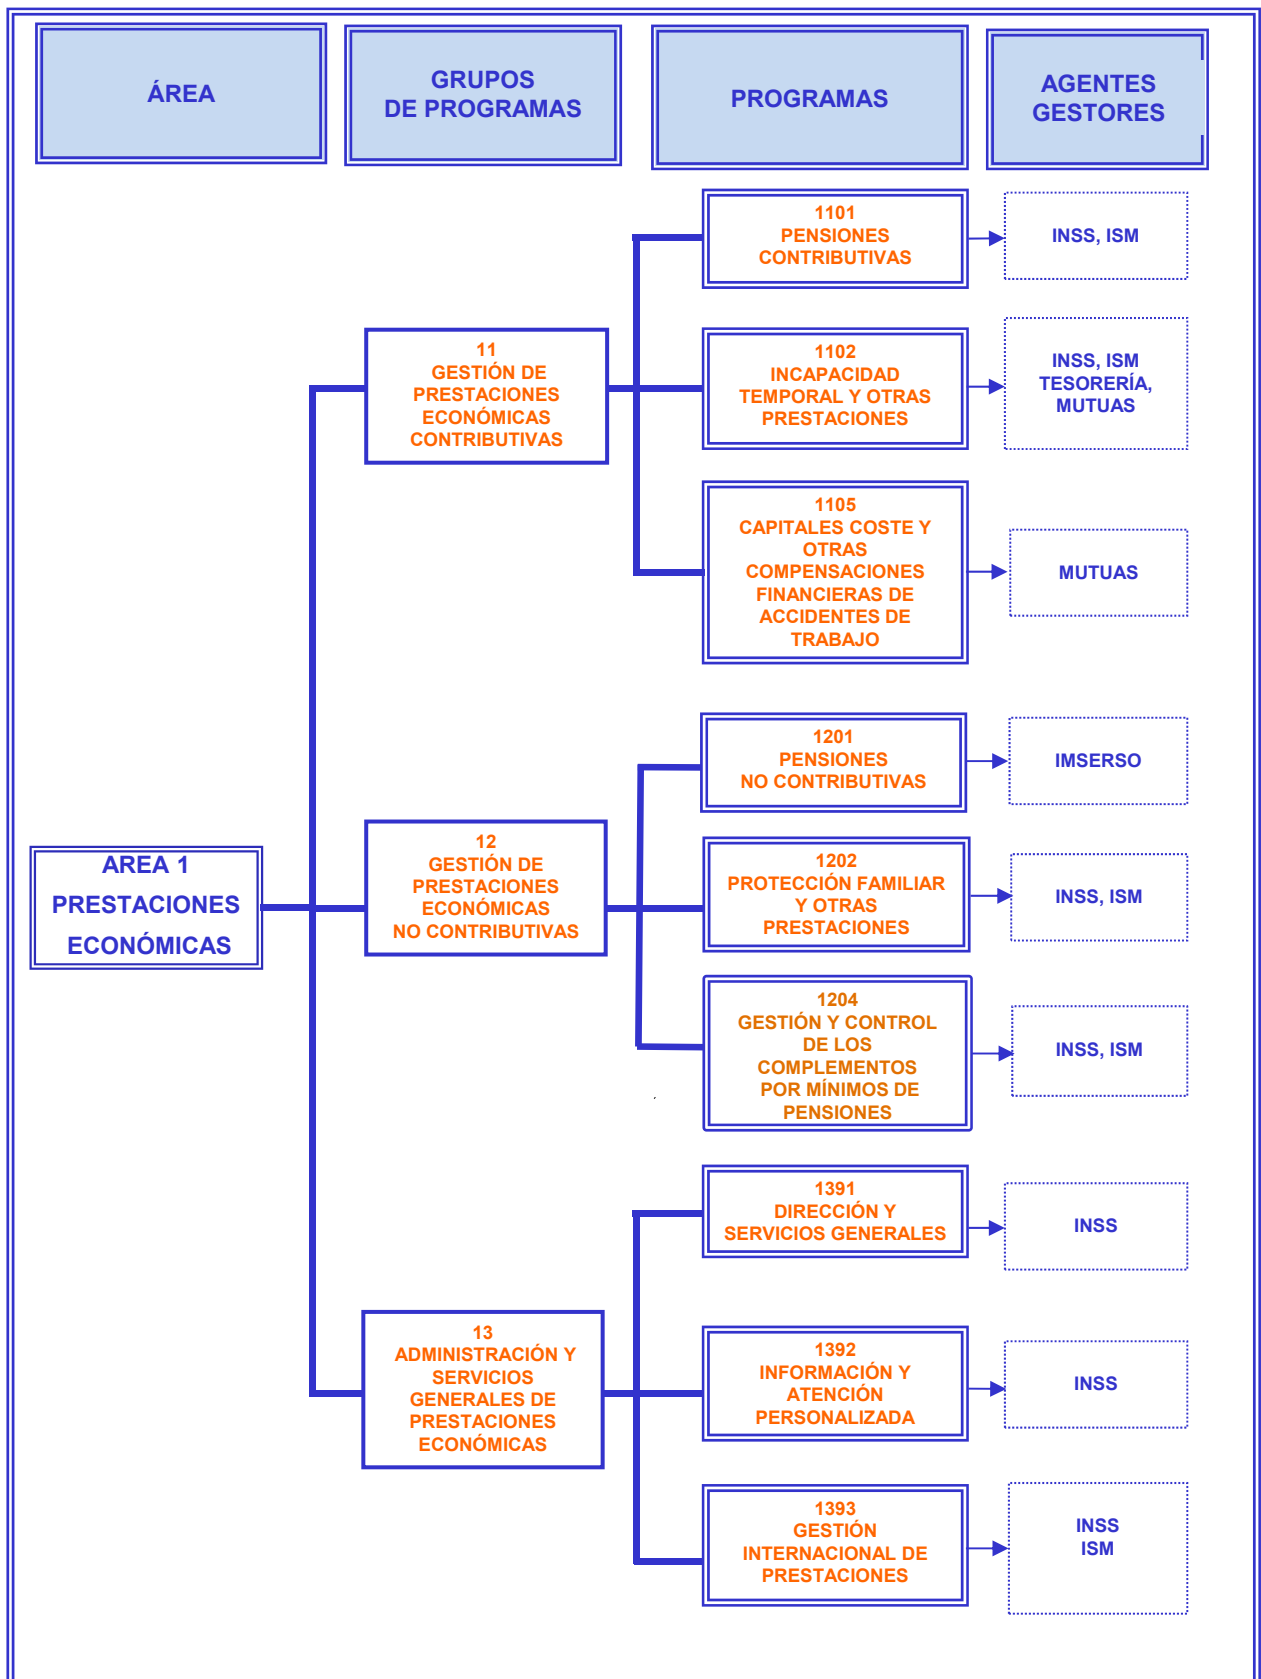 ÁREA
GRUPOS
DE PROGRAMAS
PROGRAMAS
AGENTES
GESTORES
1101
PENSIONES
CONTRIBUTIVAS
INSS, ISM
11
GESTIÓN DE
PRESTACIONES
ECONÓMICAS
CONTRIBUTIVAS
1102
INCAPACIDAD
TEMPORAL Y OTRAS
PRESTACIONES
INSS, ISM
TESORERÍA,
MUTUAS
1105
CAPITALES COSTE Y
OTRAS
COMPENSACIONES
FINANCIERAS DE
ACCIDENTES DE
TRABAJO
MUTUAS
1201
PENSIONES
NO CONTRIBUTIVAS
IMSERSO
AREA 1
PRESTACIONES
ECONÓMICAS
12
GESTIÓN DE
PRESTACIONES
ECONÓMICAS
NO CONTRIBUTIVAS
1202
PROTECCIÓN FAMILIAR
Y OTRAS
PRESTACIONES
INSS, ISM
1204
GESTIÓN Y CONTROL
DE LOS
COMPLEMENTOS
POR MÍNIMOS DE
PENSIONES
INSS, ISM
1391
DIRECCIÓN Y
SERVICIOS GENERALES
INSS
13
ADMINISTRACIÓN Y
SERVICIOS
GENERALES DE
PRESTACIONES
ECONÓMICAS
1392
INFORMACIÓN Y
ATENCIÓN
PERSONALIZADA
INSS
1393
GESTIÓN
INTERNACIONAL DE
PRESTACIONES
INSS
ISM